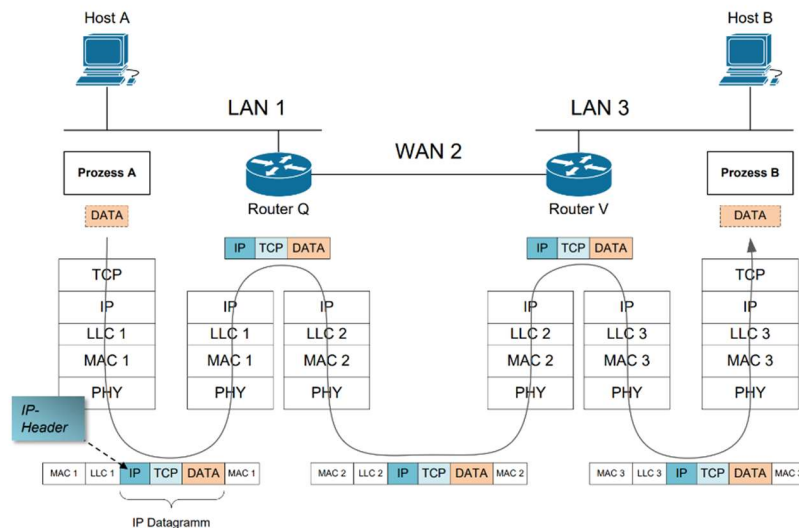 Host A
Host B
LAN 1
LAN 3
WAN 2
Prozess A
Prozess B
Router Q
Router V
DATA
DATA
IP TCP DATA
IP TCP DATA
TCP
IP
LLC 1
MAC 1
PHY
IP
LLC 1
MAC 1
PHY
IP
LLC 2
MAC 2
PHY
IP
LLC 2
MAC 2
PHY
IP
LLC 3
MAC 3
PHY
TCP
IP
LLC 3
MAC 3
PHY
IP-
Header
MAC 1 LLC 1 IP TCP DATA MAC 1
MAC 2 LLC 2 IP TCP DATA MAC 2
MAC 3 LLC 3 IP TCP DATA MAC 3
IP Datagramm